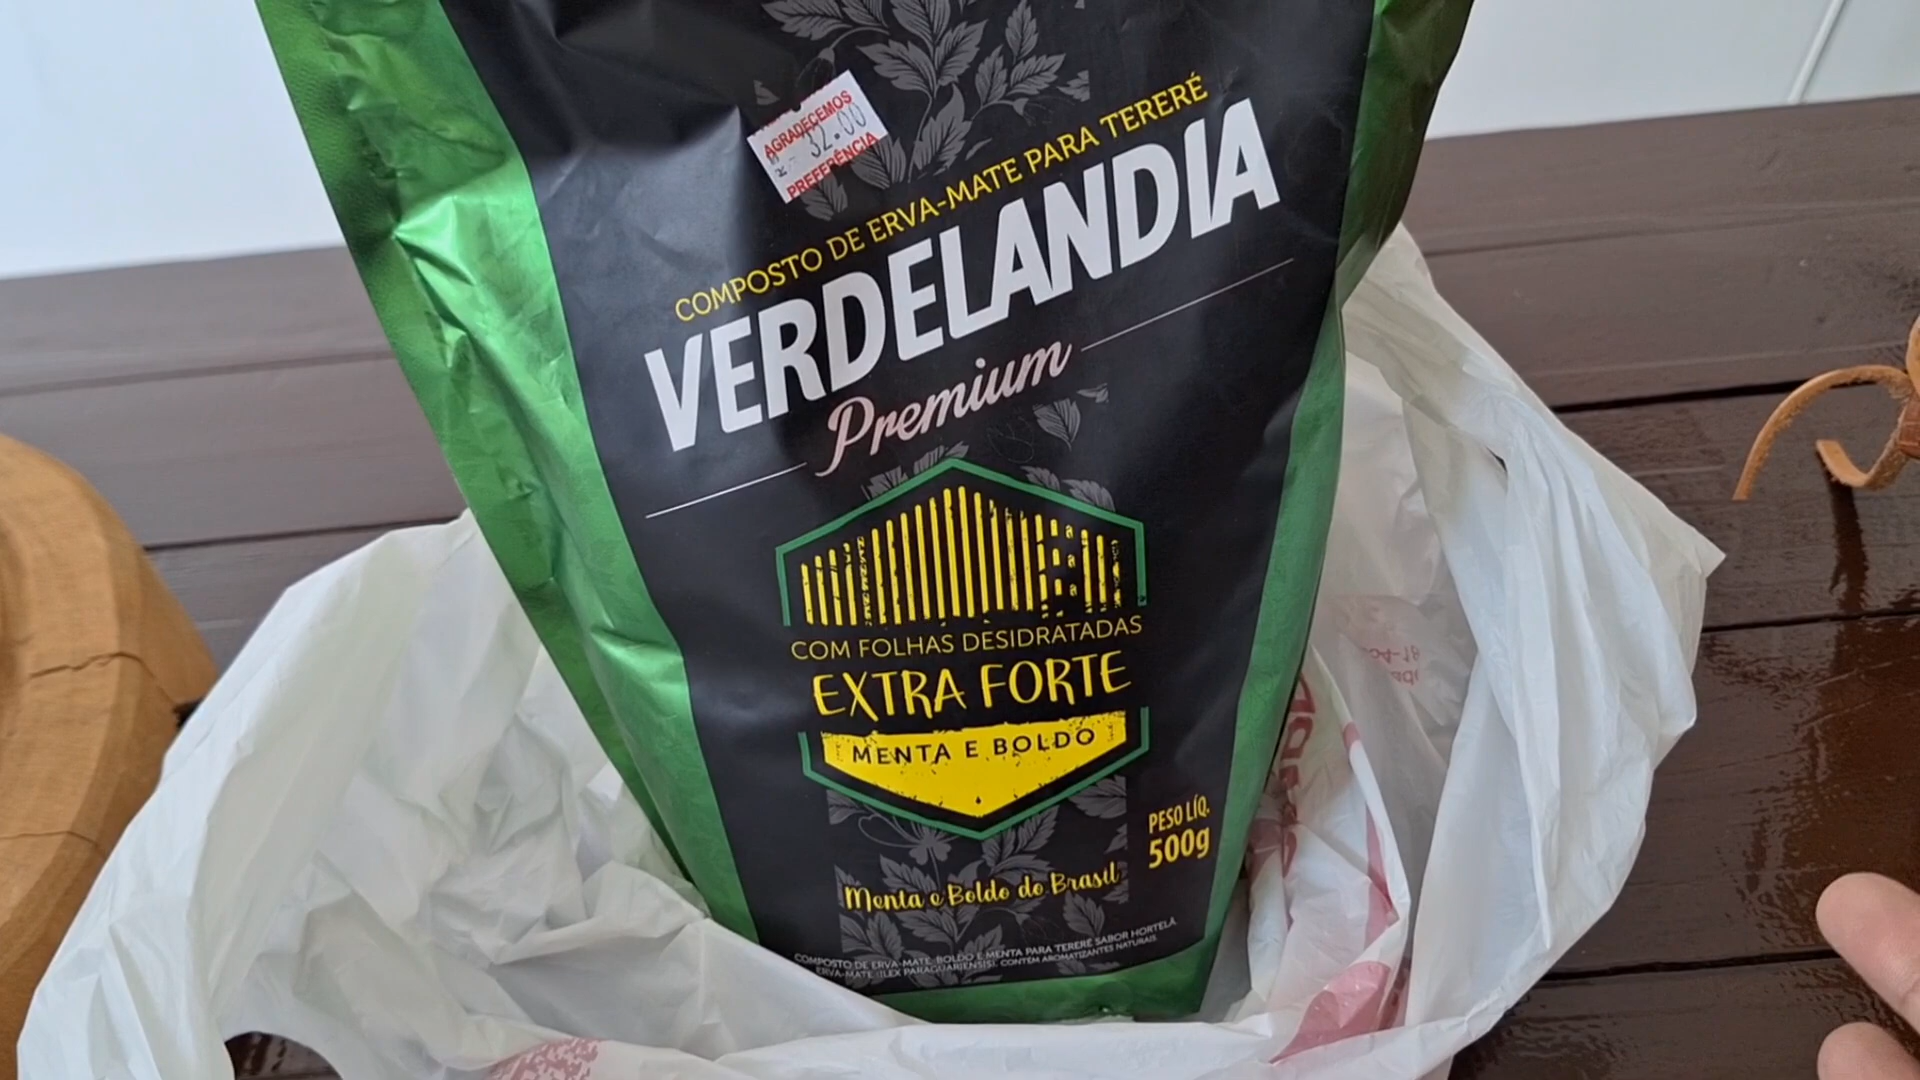 AGRADECEMOS
R$ 32.00
PREFERÊNCIA
COMPOSTO DE ERVA-MATE PARA TERERÉ
VERDELANDIA
Premium
COM FOLHAS DESIDRATADAS
EXTRA FORTE
MENTA E BOLDO
PESO LÍQ.
500g
Menta e Boldo do Brasil
COMPOSTO DE ERVA-MATE, BOLDO E MENTA PARA TERERÉ SABOR HORTELÃ
ERVA-MATE (ILEX PARAGUARIENSIS). CONTÉM AROMATIZANTES NATURAIS.